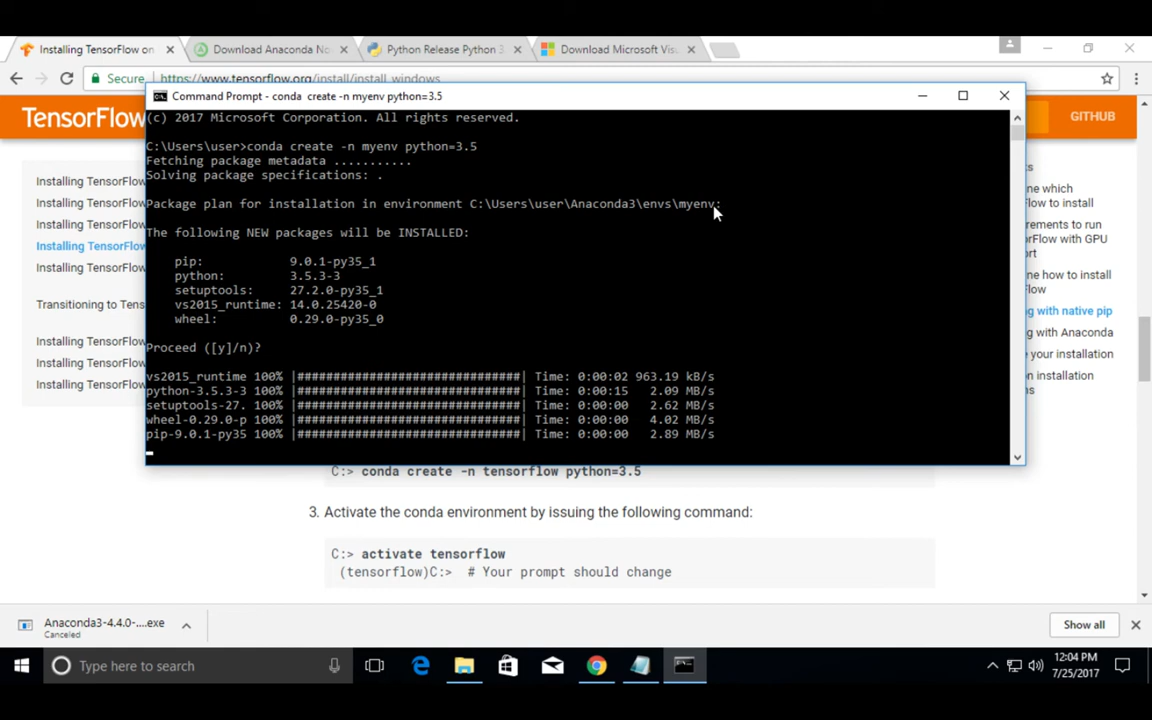 Installing TensorFlow on
Download Anaconda No
Python Release Python 3
Download Microsoft Visu
Secure
https://www.tensorflow.org/install/install_windows
TensorFlow
GITHUB
Command Prompt - conda create -n myenv python=3.5
(c) 2017 Microsoft Corporation. All rights reserved.
C:\Users\user>conda create -n myenv python=3.5
Fetching package metadata ...........
Solving package specifications: .
Package plan for installation in environment C:\Users\user\Anaconda3\envs\myenv:
The following NEW packages will be INSTALLED:
pip: 9.0.1-py35_1
python: 3.5.3-3
setuptools: 27.2.0-py35_1
vs2015_runtime: 14.0.25420-0
wheel: 0.29.0-py35_0
Proceed ([y]/n)?
vs2015_runtime 100% |###############################| Time: 0:00:02 963.19 kB/s
python-3.5.3-3 100% |###############################| Time: 0:00:15 2.09 MB/s
setuptools-27. 100% |###############################| Time: 0:00:00 2.62 MB/s
wheel-0.29.0-p 100% |###############################| Time: 0:00:00 4.02 MB/s
pip-9.0.1-py35 100% |###############################| Time: 0:00:00 2.89 MB/s
Installing TensorFlow
Installing TensorFlow
Installing TensorFlow
Installing TensorFlow
Transitioning to Tens
Installing TensorFlow
Installing TensorFlow
Installing TensorFlow
ne which
Flow to install
rements to run
rFlow with GPU
ort
ne how to install
Flow
g with native pip
g with Anaconda
e your installation
on installation
C:> conda create -n tensorflow python=3.5
3. Activate the conda environment by issuing the following command:
C:> activate tensorflow
(tensorflow)C:> # Your prompt should change
Anaconda3-4.4.0-....exe
Canceled
Show all
Type here to search
12:04 PM
7/25/2017